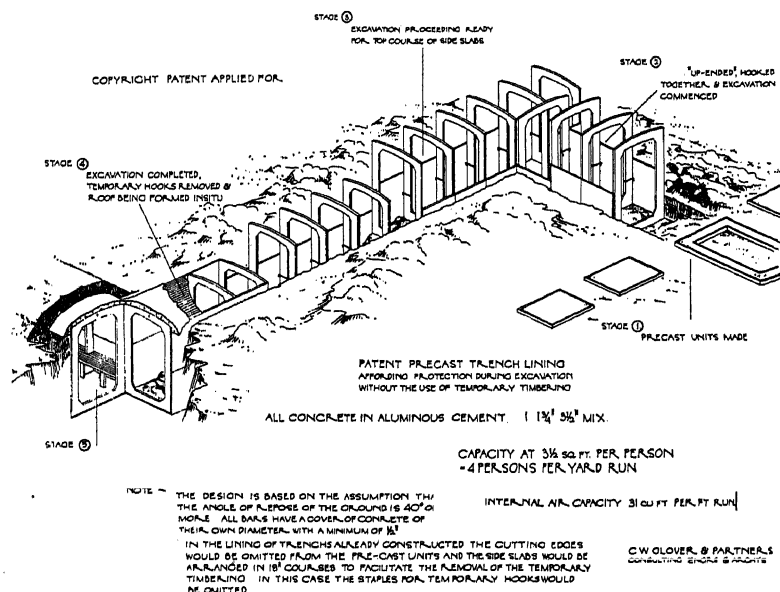 STAGE ③
EXCAVATION PROCEEDING READY
FOR TOP COURSE OF SIDE SLABS
STAGE ②
"UP-ENDED", HOOKED
TOGETHER & EXCAVATION
COMMENCED
COPYRIGHT PATENT APPLIED FOR
STAGE ④
EXCAVATION COMPLETED,
TEMPORARY HOOKS REMOVED &
ROOF BEING FORMED INSITU
STAGE ①
PRECAST UNITS MADE
PATENT PRECAST TRENCH LINING
AFFORDING PROTECTION DURING EXCAVATION
WITHOUT THE USE OF TEMPORARY TIMBERING
ALL CONCRETE IN ALUMINOUS CEMENT. 1 1¾" 3½" MIX.
STAGE ⑤
CAPACITY AT 3½ SQ FT. PER PERSON
= 4 PERSONS PER YARD RUN
INTERNAL AIR CAPACITY 31 CU FT PER FT RUN
NOTE -
THE DESIGN IS BASED ON THE ASSUMPTION THA
THE ANGLE OF REPOSE OF THE GROUND IS 40° O
MORE ALL BARS HAVE A COVER OF CONRETE OF
THEIR OWN DIAMETER WITH A MINIMUM OF ½"
IN THE LINING OF TRENCHS ALREADY CONSTRUCTED THE CUTTING EDGES
WOULD BE OMITTED FROM THE PRE-CAST UNITS AND THE SIDE SLABS WOULD BE
ARRANGED IN 18" COURSES TO FACILITATE THE REMOVAL OF THE TEMPORARY
TIMBERING IN THIS CASE THE STAPLES FOR TEMPORARY HOOKS WOULD
BE OMITTED
C W GLOVER & PARTNERS
CONSULTING ENGRS & ARCHTS